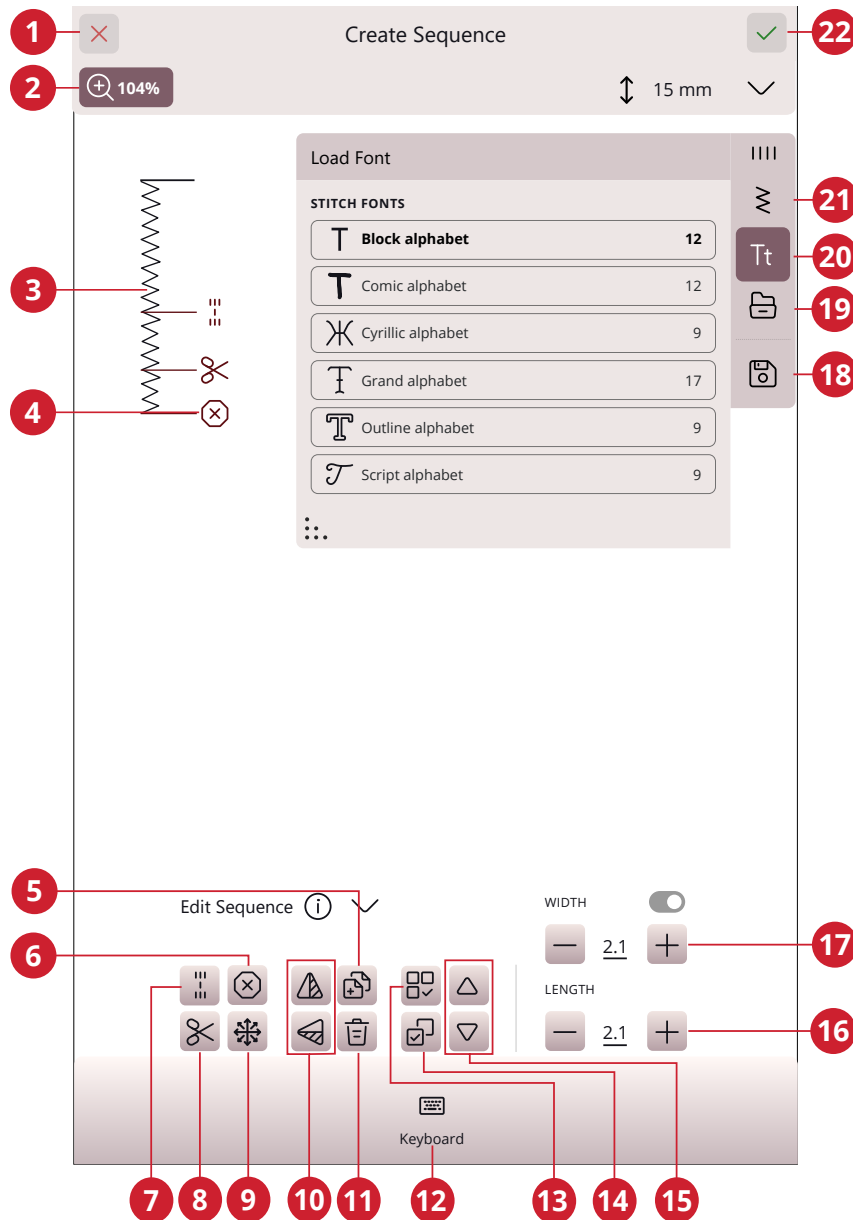 1
Create Sequence
22
2
104%
15 mm
Load Font
STITCH FONTS
Block alphabet 12
21
Tt
20
3
Comic alphabet 12
19
Cyrillic alphabet 9
18
Grand alphabet 17
4
Outline alphabet 9
Script alphabet 9
5
Edit Sequence i
WIDTH
6
2.1
17
LENGTH
2.1
16
Keyboard
7 8 9 10 11 12 13 14 15